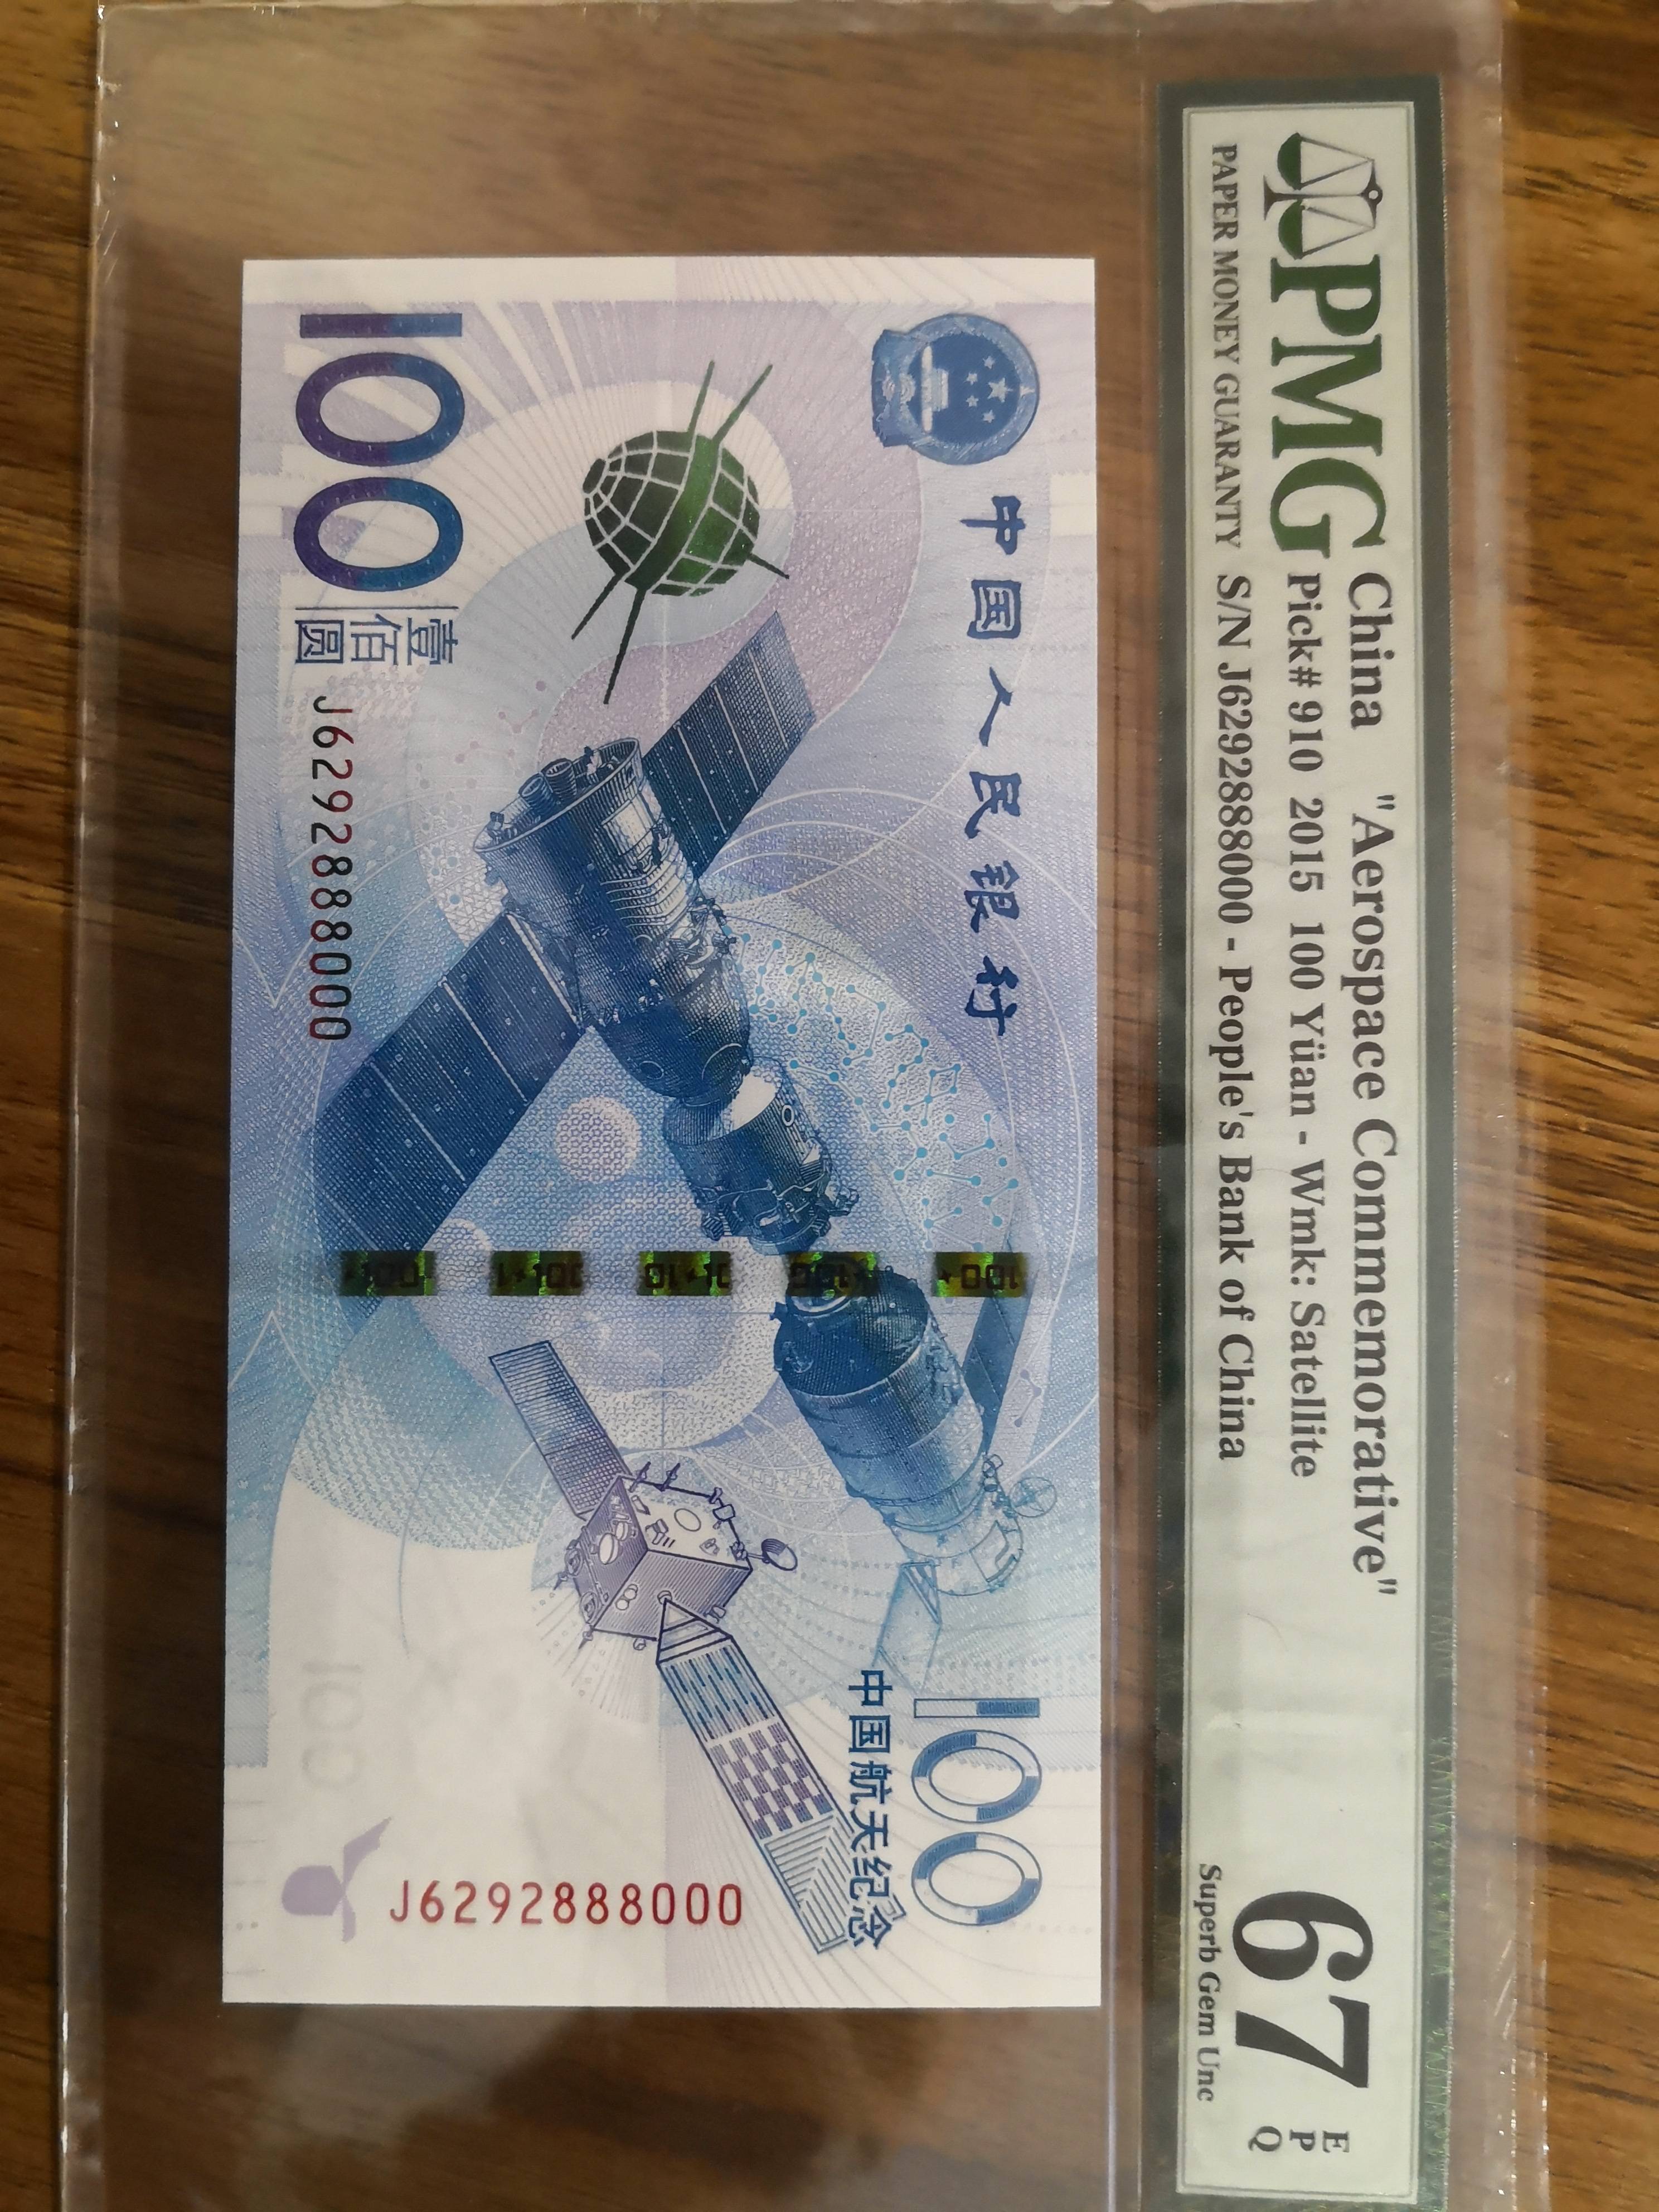 PMG
PAPER MONEY GUARANTY
China "Aerospace Commemorative"
Pick# 910 2015 100 Yüan - Wmk: Satellite
S/N J6292888000 - People's Bank of China
67
EPQ
Superb Gem Unc
中国人民银行
100
中国航天纪念
100
壹佰圆
J6292888000
J6292888000
100